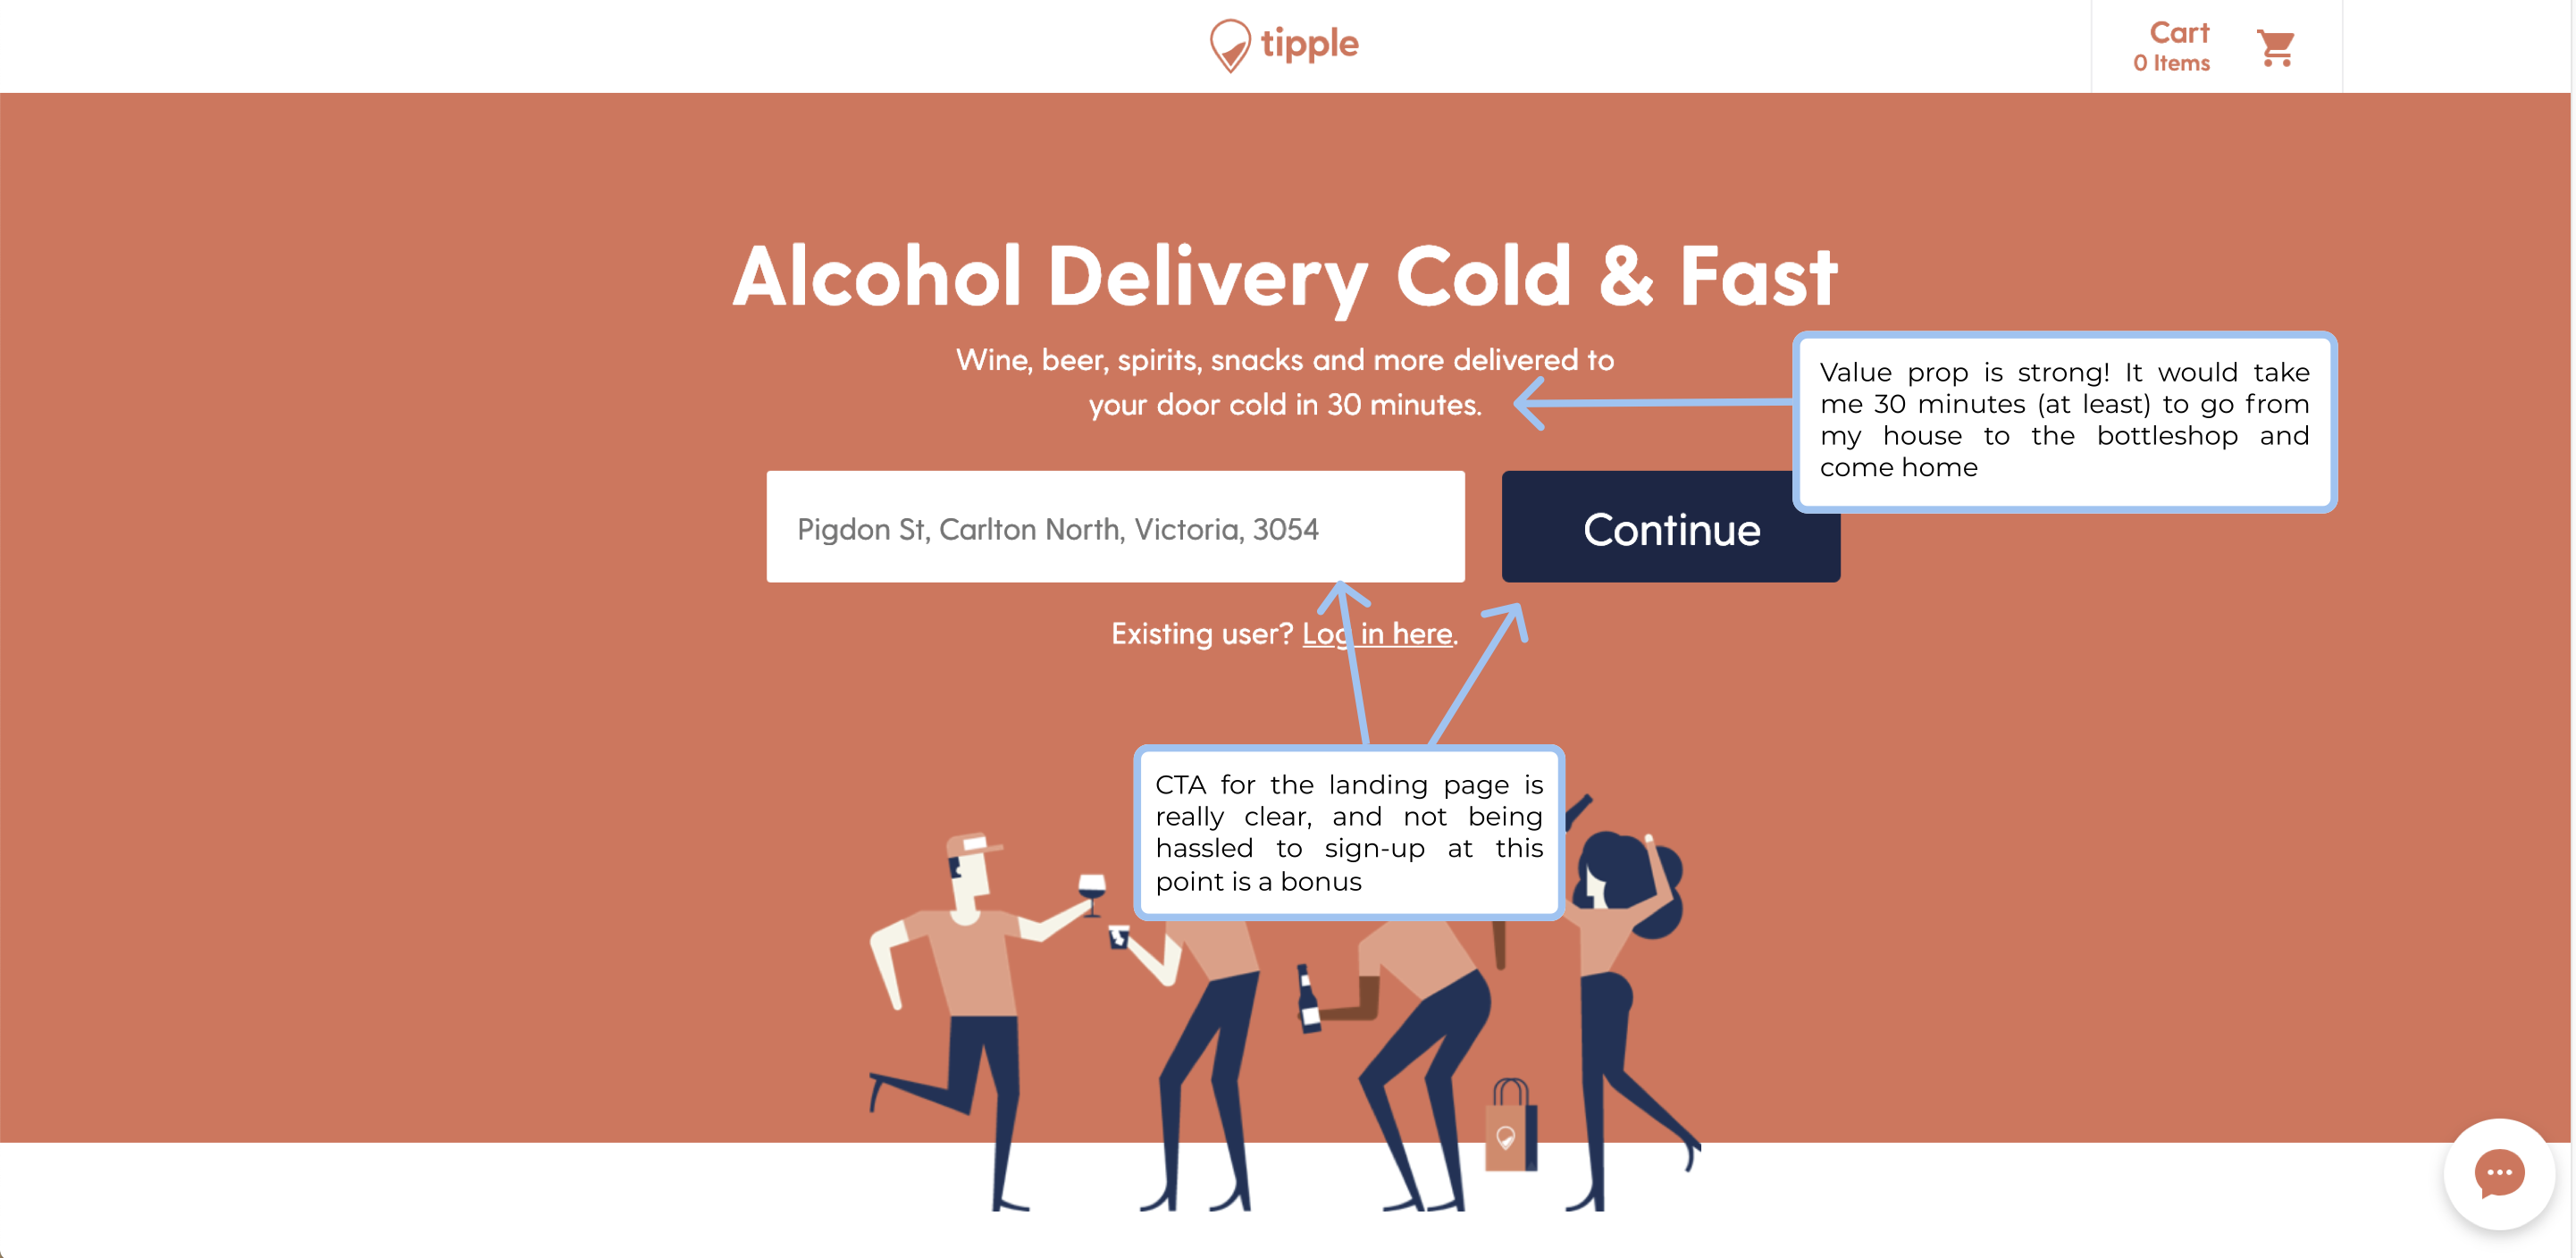 tipple
Cart
0 Items
Alcohol Delivery Cold & Fast
Wine, beer, spirits, snacks and more delivered to
your door cold in 30 minutes.
Value prop is strong! It would take
me 30 minutes (at least) to go from
my house to the bottleshop and
come home
Pigdon St, Carlton North, Victoria, 3054
Continue
Existing user? Log in here.
CTA for the landing page is
really clear, and not being
hassled to sign-up at this
point is a bonus